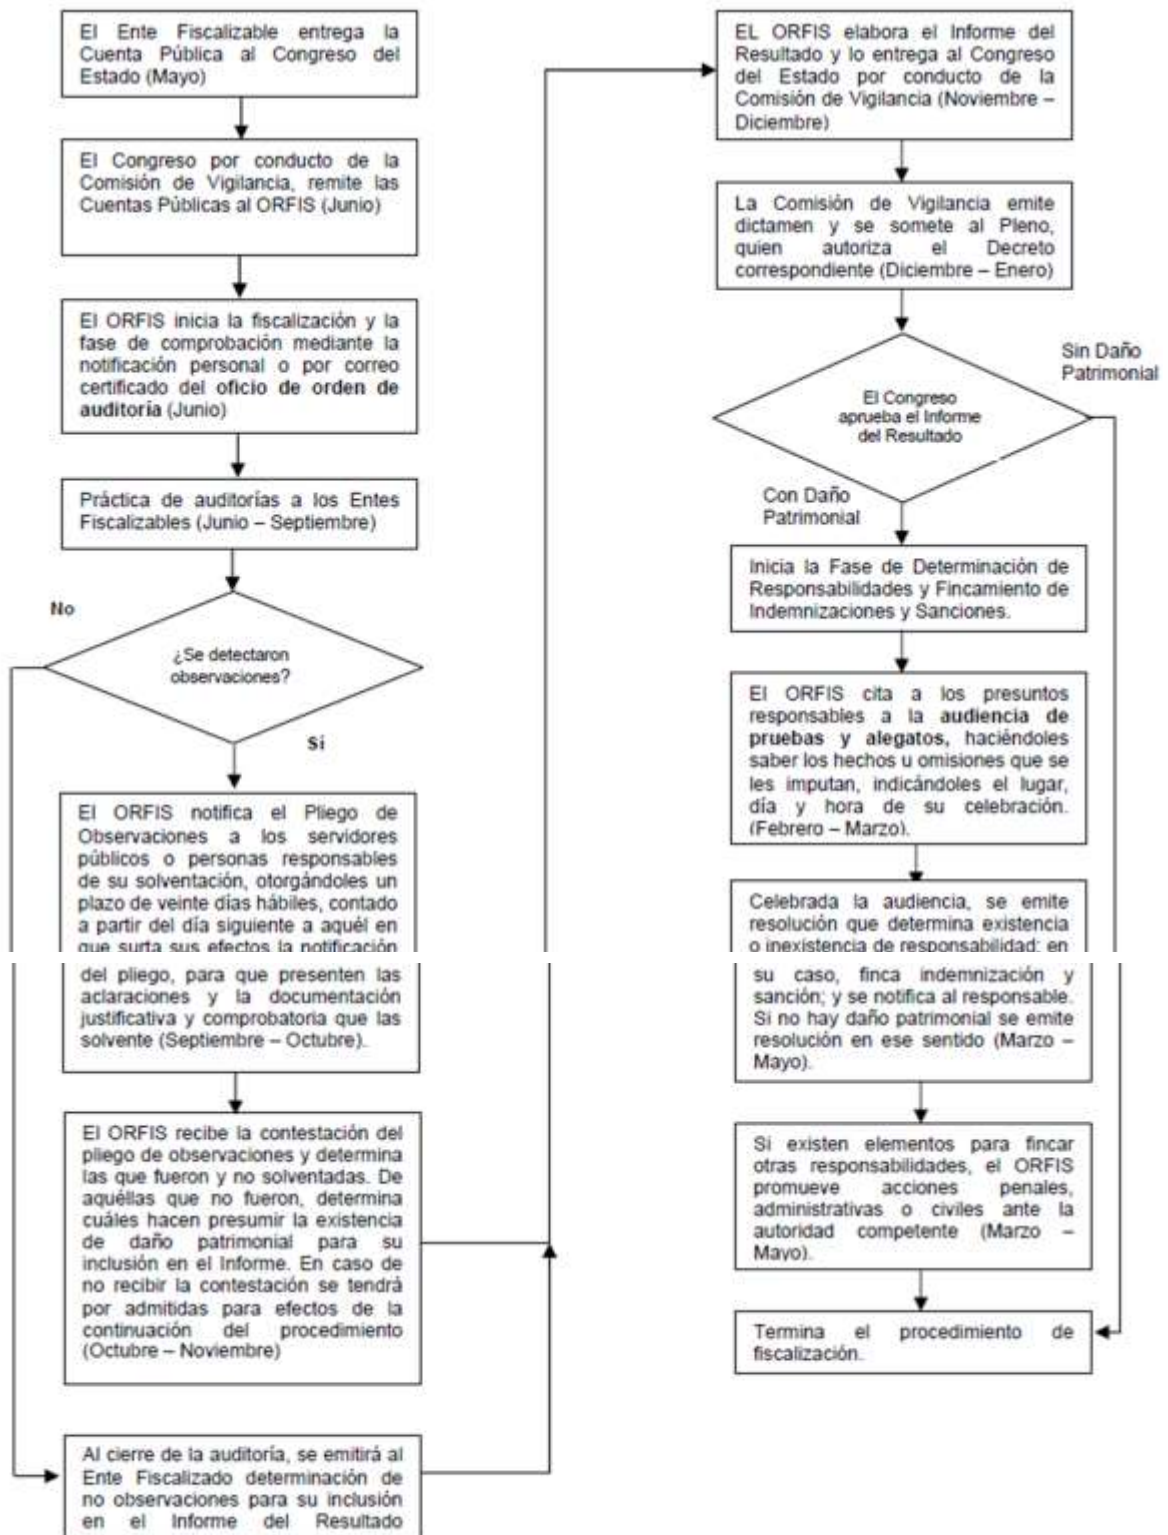 El Ente Fiscalizable entrega la
Cuenta Pública al Congreso del
Estado (Mayo)
El Congreso por conducto de la
Comisión de Vigilancia, remite las
Cuentas Públicas al ORFIS (Junio)
El ORFIS inicia la fiscalización y la
fase de comprobación mediante la
notificación personal o por correo
certificado del oficio de orden de
auditoría (Junio)
Práctica de auditorías a los Entes
Fiscalizables (Junio – Septiembre)
No
¿Se detectaron
observaciones?
Sí
El ORFIS notifica el Pliego de
Observaciones a los servidores
públicos o personas responsables
de su solventación, otorgándoles un
plazo de veinte días hábiles, contado
a partir del día siguiente a aquél en
que surta sus efectos la notificación
del pliego, para que presenten las
aclaraciones y la documentación
justificativa y comprobatoria que las
solvente (Septiembre – Octubre).
El ORFIS recibe la contestación del
pliego de observaciones y determina
las que fueron y no solventadas. De
aquéllas que no fueron, determina
cuáles hacen presumir la existencia
de daño patrimonial para su
inclusión en el Informe. En caso de
no recibir la contestación se tendrá
por admitidas para efectos de la
continuación del procedimiento
(Octubre – Noviembre)
Al cierre de la auditoría, se emitirá al
Ente Fiscalizado determinación de
no observaciones para su inclusión
en el Informe del Resultado
EL ORFIS elabora el Informe del
Resultado y lo entrega al Congreso
del Estado por conducto de la
Comisión de Vigilancia (Noviembre –
Diciembre)
La Comisión de Vigilancia emite
dictamen y se somete al Pleno,
quien autoriza el Decreto
correspondiente (Diciembre – Enero)
Sin Daño
Patrimonial
El Congreso
aprueba el Informe
del Resultado
Con Daño
Patrimonial
Inicia la Fase de Determinación de
Responsabilidades y Fincamiento de
Indemnizaciones y Sanciones.
El ORFIS cita a los presuntos
responsables a la audiencia de
pruebas y alegatos, haciéndoles
saber los hechos u omisiones que se
les imputan, indicándoles el lugar,
día y hora de su celebración.
(Febrero – Marzo).
Celebrada la audiencia, se emite
resolución que determina existencia
o inexistencia de responsabilidad; en
su caso, finca indemnización y
sanción; y se notifica al responsable.
Si no hay daño patrimonial se emite
resolución en ese sentido (Marzo –
Mayo).
Si existen elementos para fincar
otras responsabilidades, el ORFIS
promueve acciones penales,
administrativas o civiles ante la
autoridad competente (Marzo –
Mayo).
Termina el procedimiento de
fiscalización.